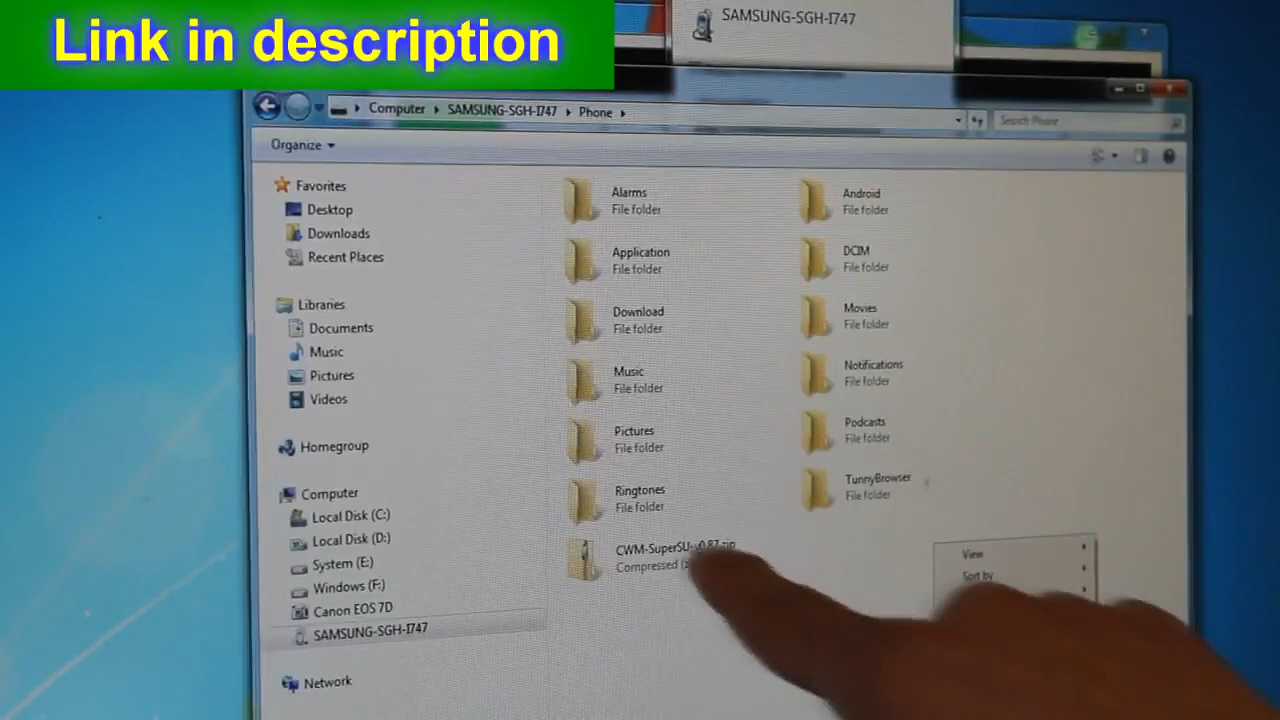 Link in description
SAMSUNG-SGH-I747
Computer
SAMSUNG-SGH-I747
Phone
Search Phone
Organize
Favorites
Desktop
Downloads
Recent Places
Libraries
Documents
Music
Pictures
Videos
Homegroup
Computer
Local Disk (C:)
Local Disk (D:)
System (E:)
Windows (F:)
Canon EOS 7D
SAMSUNG-SGH-I747
Network
Alarms
File folder
Android
File folder
Application
File folder
DCIM
File folder
Download
File folder
Movies
File folder
Music
File folder
Notifications
File folder
Pictures
File folder
Podcasts
File folder
Ringtones
File folder
TunnyBrowser
File folder
CWM-SuperSU-v0.87.zip
Compressed
View
Sort by